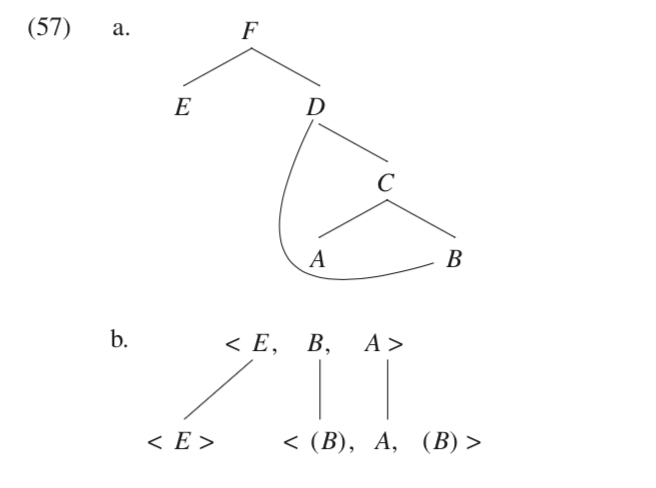 (57) a. F
E D
C
A B
b. < E, B, A >
< E > < (B), A, (B) >